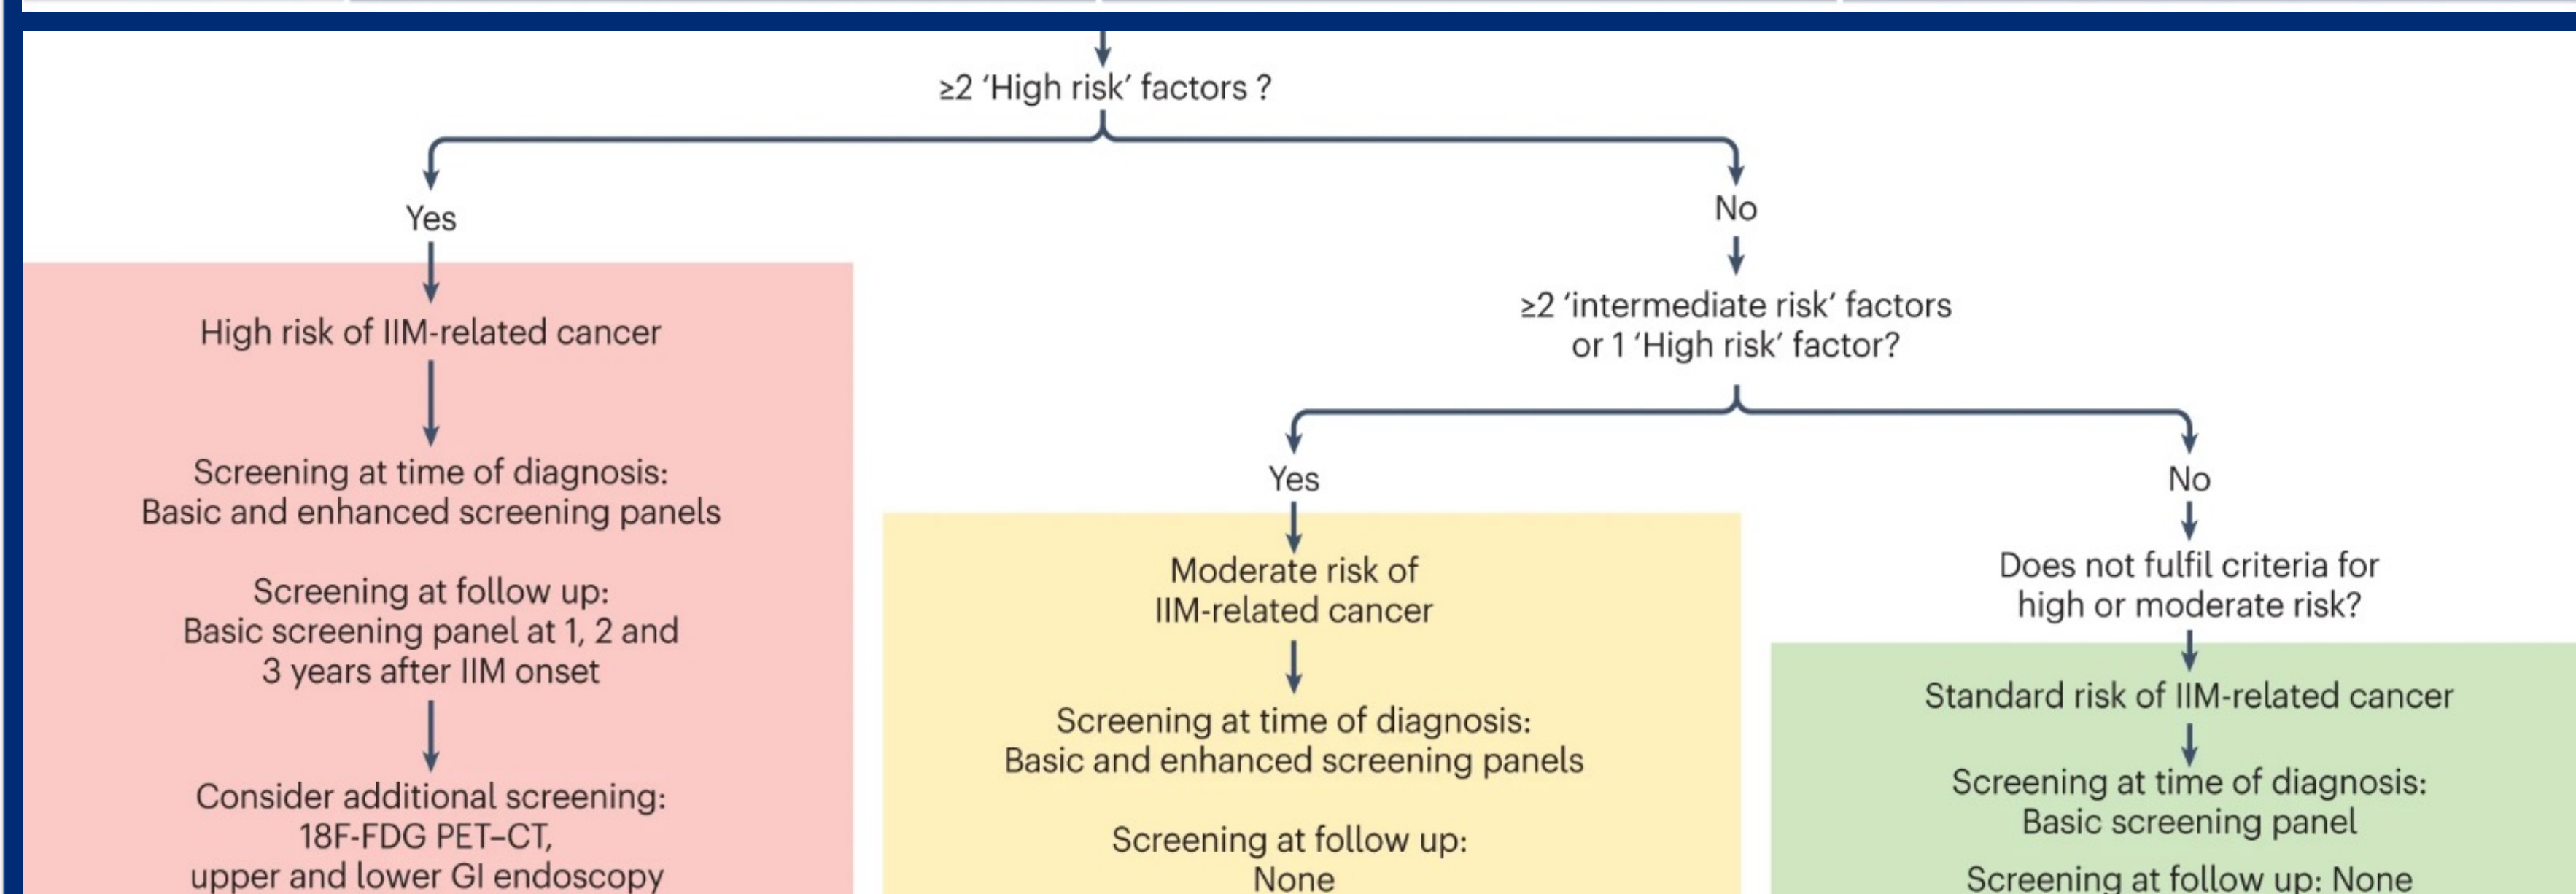 ≥2 ‘High risk’ factors ?
Yes
No
High risk of IIM-related cancer
Screening at time of diagnosis:
Basic and enhanced screening panels
Screening at follow up:
Basic screening panel at 1, 2 and
3 years after IIM onset
Consider additional screening:
18F-FDG PET–CT,
upper and lower GI endoscopy
≥2 ‘intermediate risk’ factors
or 1 ‘High risk’ factor?
Yes
No
Moderate risk of
IIM-related cancer
Screening at time of diagnosis:
Basic and enhanced screening panels
Screening at follow up:
None
Does not fulfil criteria for
high or moderate risk?
Standard risk of IIM-related cancer
Screening at time of diagnosis:
Basic screening panel
Screening at follow up: None